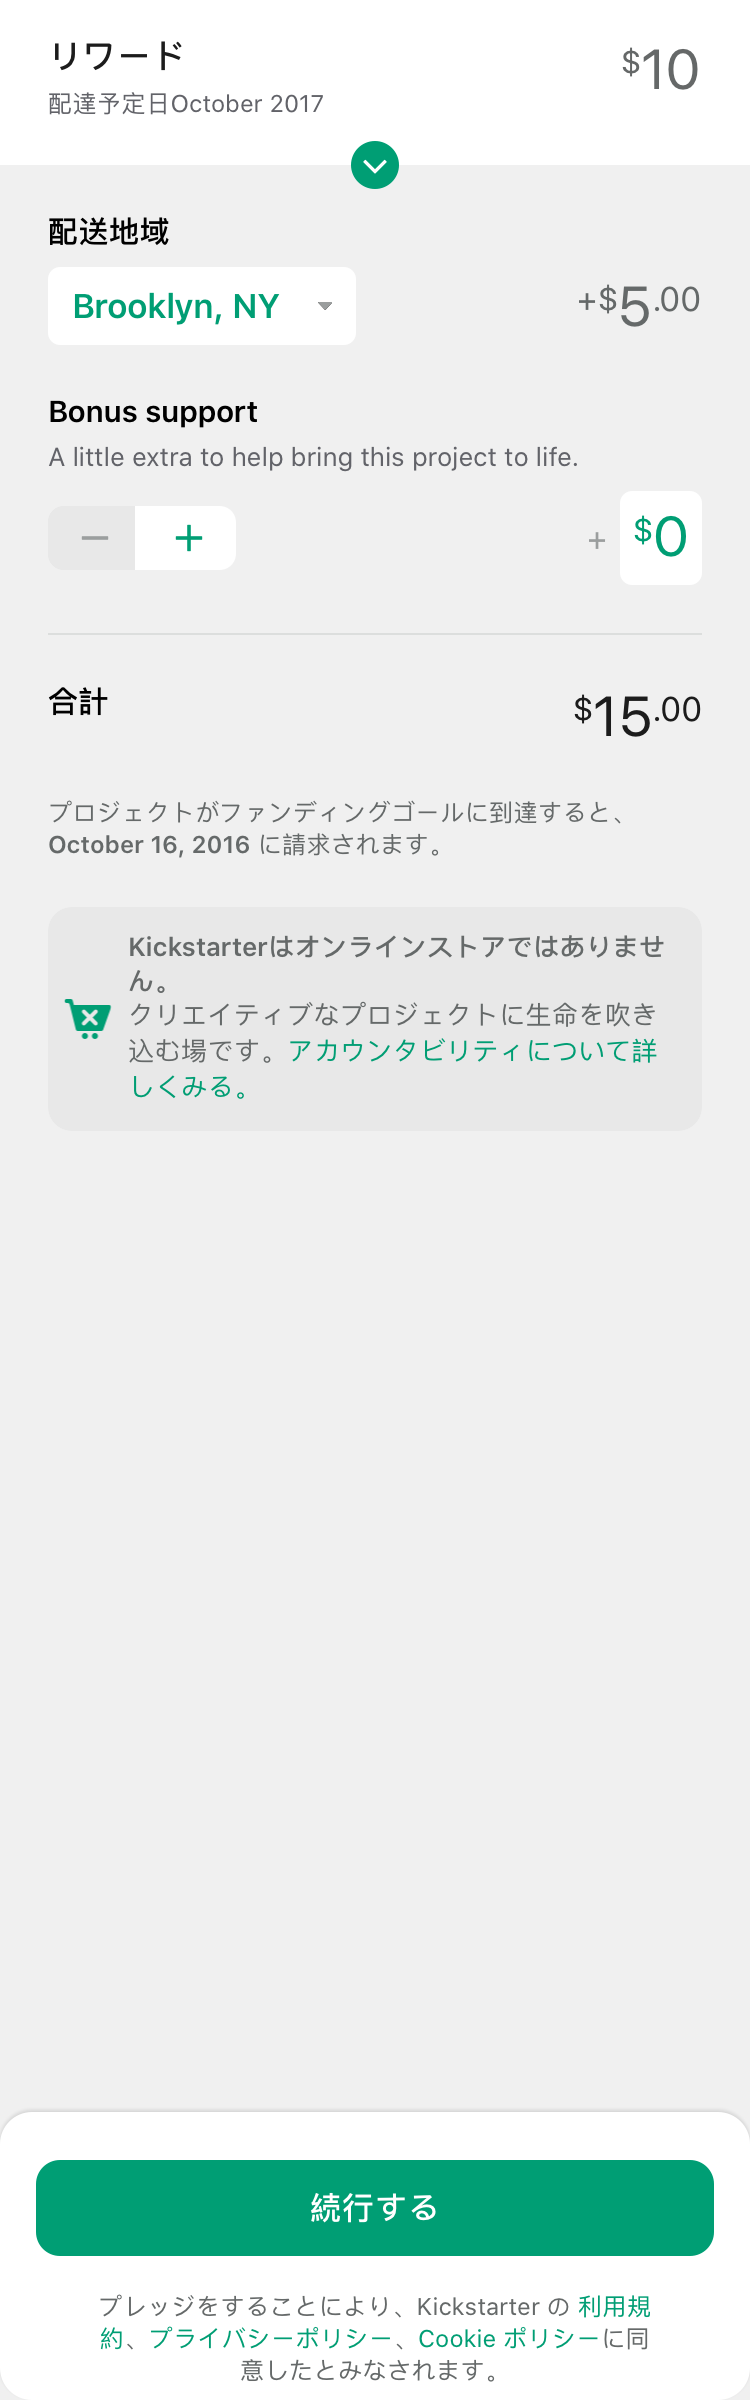 リワード
$10
配達予定日October 2017
配送地域
Brooklyn, NY
+$5.00
Bonus support
A little extra to help bring this project to life.
− +
+ $0
合計
$15.00
プロジェクトがファンディングゴールに到達すると、
October 16, 2016 に請求されます。
Kickstarterはオンラインストアではありませ
ん。
クリエイティブなプロジェクトに生命を吹き
込む場です。アカウンタビリティについて詳
しくみる。
続行する
プレッジをすることにより、Kickstarter の 利用規
約、プライバシーポリシー、Cookie ポリシーに同
意したとみなされます。